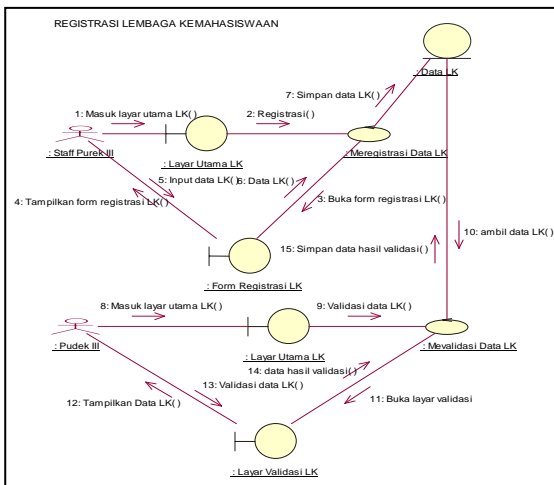 REGISTRASI LEMBAGA KEMAHASISWAAN
: Data LK
7: Simpan data LK( )
1: Masuk layar utama LK( )
2: Registrasi( )
: Staff Purek III
: Layar Utama LK
: Meregistrasi Data LK
5: Input data LK( )
6: Data LK( )
4: Tampilkan form registrasi LK( )
3: Buka form registrasi LK( )
10: ambil data LK( )
15: Simpan data hasil validasi( )
: Form Registrasi LK
8: Masuk layar utama LK( )
9: Validasi data LK( )
: Pudek III
: Layar Utama LK
: Mevalidasi Data LK
14: data hasil validasi( )
13: Validasi data LK( )
12: Tampilkan Data LK( )
11: Buka layar validasi
: Layar Validasi LK